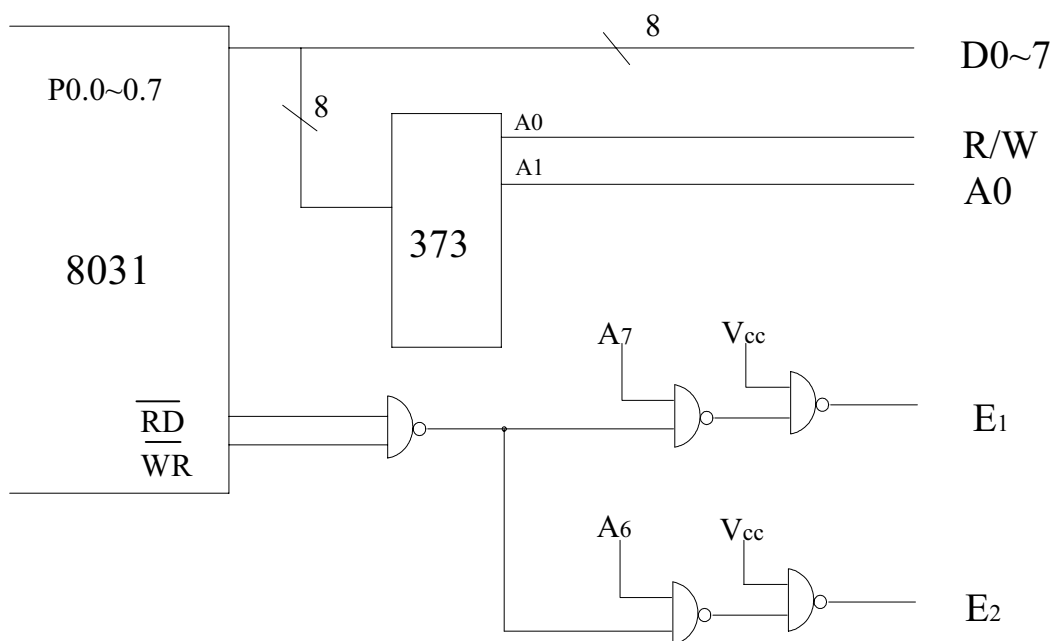 8
D0~7
P0.0~0.7
8
A0
R/W
A1
A0
373
8031
A7
Vcc
RD
E1
WR
A6
Vcc
E2